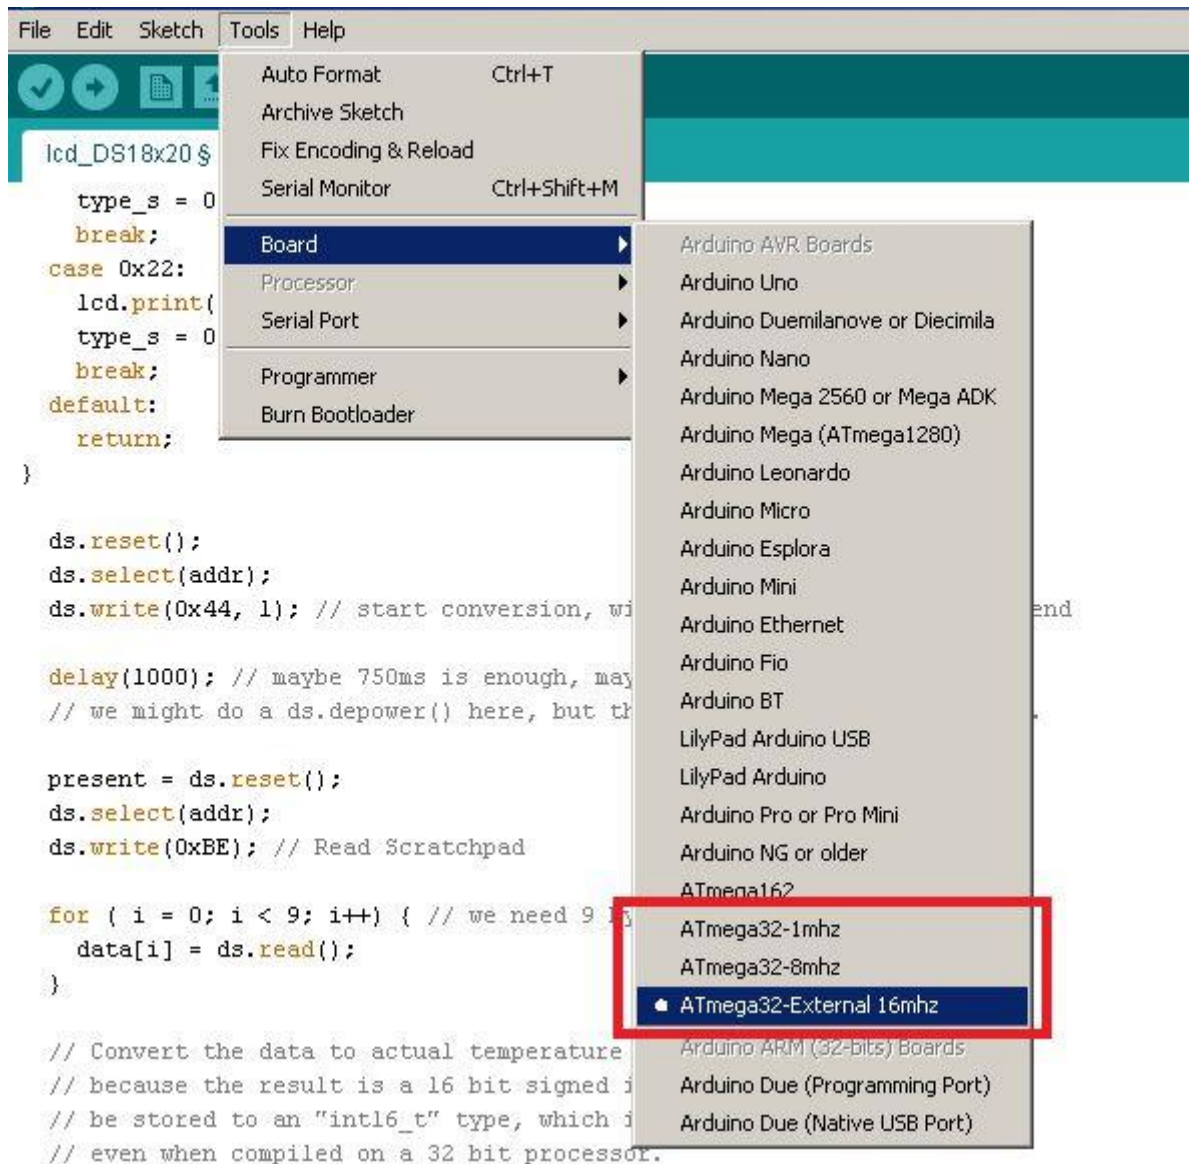 File Edit Sketch Tools Help
Auto Format Ctrl+T
Archive Sketch
Fix Encoding & Reload
Serial Monitor Ctrl+Shift+M
Board
Processor
Serial Port
Programmer
Burn Bootloader
Arduino AVR Boards
Arduino Uno
Arduino Duemilanove or Diecimila
Arduino Nano
Arduino Mega 2560 or Mega ADK
Arduino Mega (ATmega1280)
Arduino Leonardo
Arduino Micro
Arduino Esplora
Arduino Mini
Arduino Ethernet
Arduino Fio
Arduino BT
LilyPad Arduino USB
LilyPad Arduino
Arduino Pro or Pro Mini
Arduino NG or older
ATmega162
ATmega32-1mhz
ATmega32-8mhz
ATmega32-External 16mhz
Arduino ARM (32-bits) Boards
Arduino Due (Programming Port)
Arduino Due (Native USB Port)
lcd_DS18x20 §
type_s = 0
break;
case 0x22:
lcd.print(
type_s = 0
break;
default:
return;
}
ds.reset();
ds.select(addr);
ds.write(0x44, 1); // start conversion, wi end
delay(1000); // maybe 750ms is enough, may
// we might do a ds.depower() here, but th .
present = ds.reset();
ds.select(addr);
ds.write(0xBE); // Read Scratchpad
for ( i = 0; i < 9; i++) { // we need 9
data[i] = ds.read();
}
// Convert the data to actual temperature
// because the result is a 16 bit signed i
// be stored to an "int16_t" type, which i
// even when compiled on a 32 bit processor.